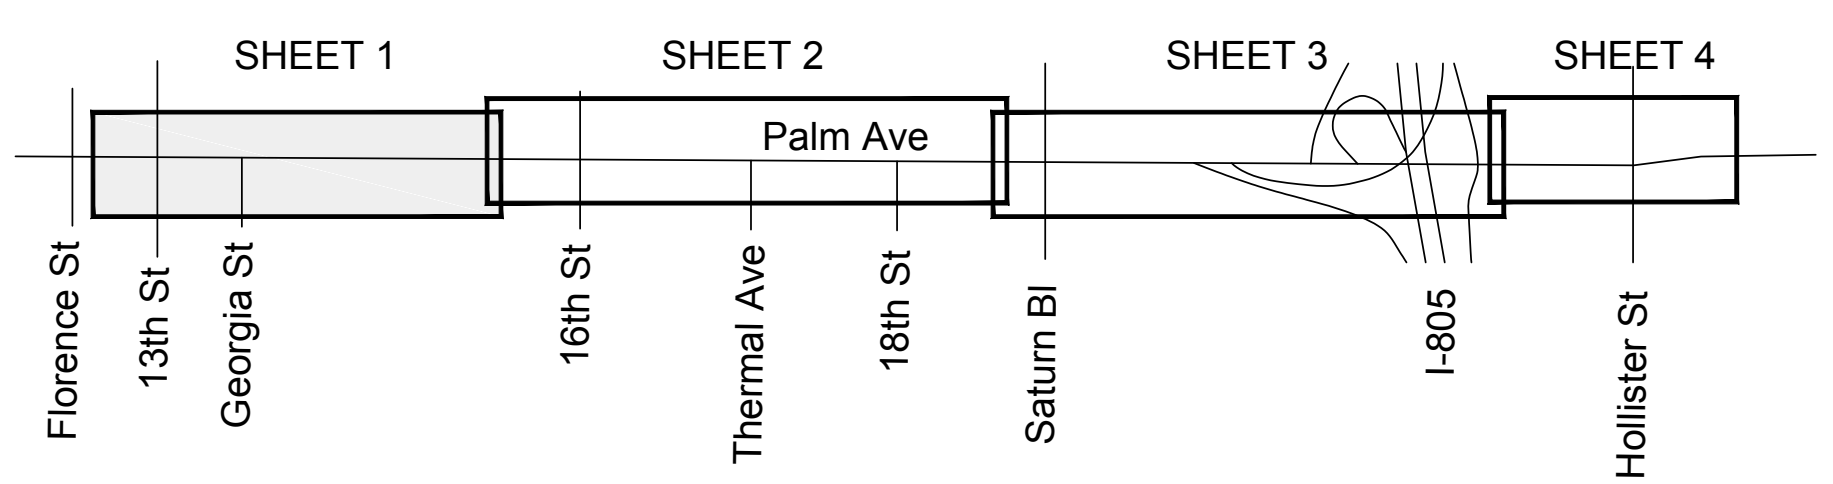 SHEET 1
SHEET 2
SHEET 3
SHEET 4
Palm Ave
Florence St
13th St
Georgia St
16th St
Thermal Ave
18th St
Saturn Bl
I-805
Hollister St